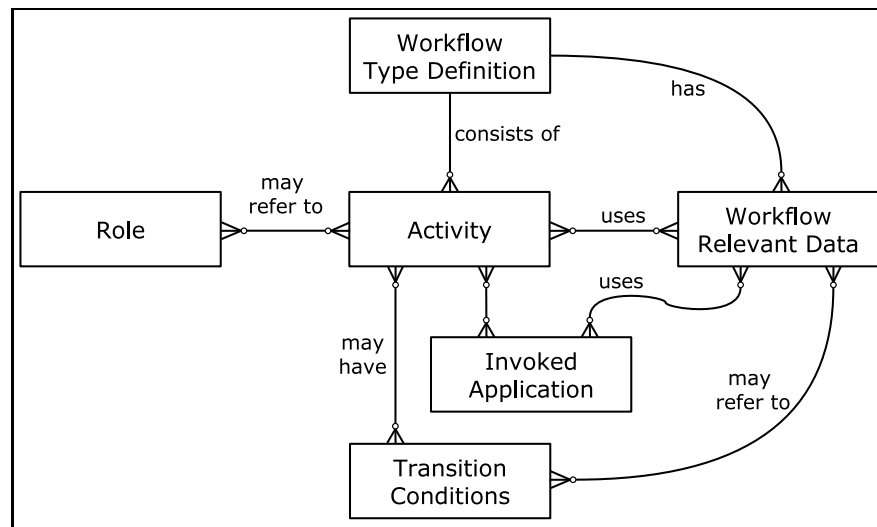 Workflow
Type Definition
has
consists of
may
refer to
Role
Activity
uses
Workflow
Relevant Data
uses
may
have
Invoked
Application
may
refer to
Transition
Conditions